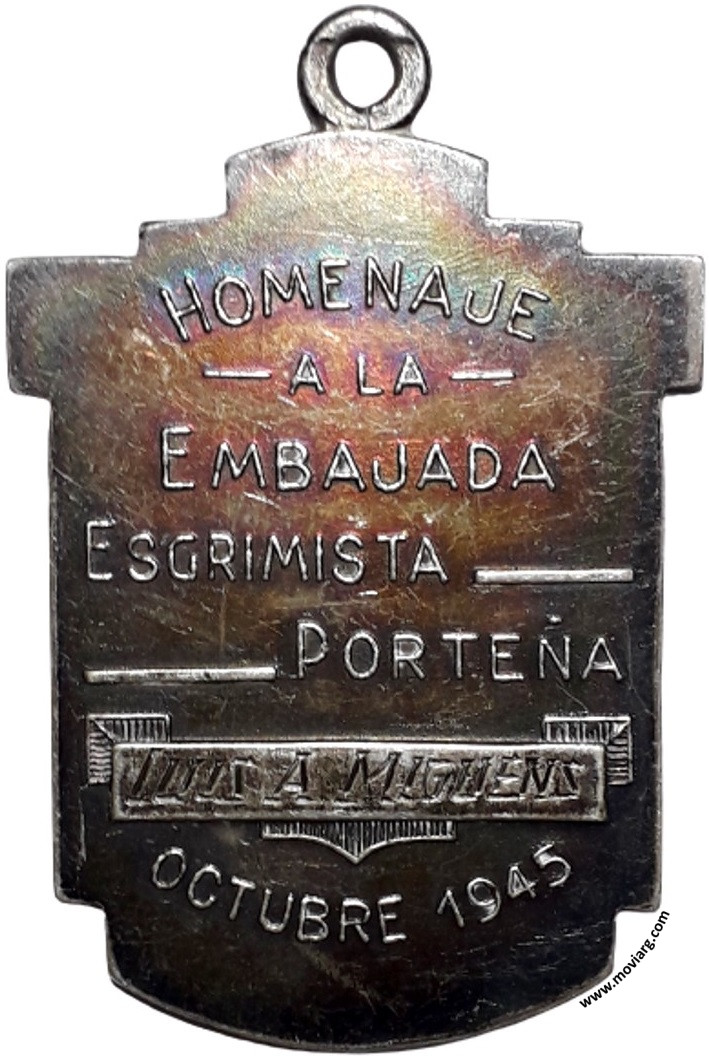 HOMENAJE
— A LA —
EMBAJADA
ESGRIMISTA
PORTEÑA
LUIS A MIGUENS
OCTUBRE 1945
www.moviarg.com